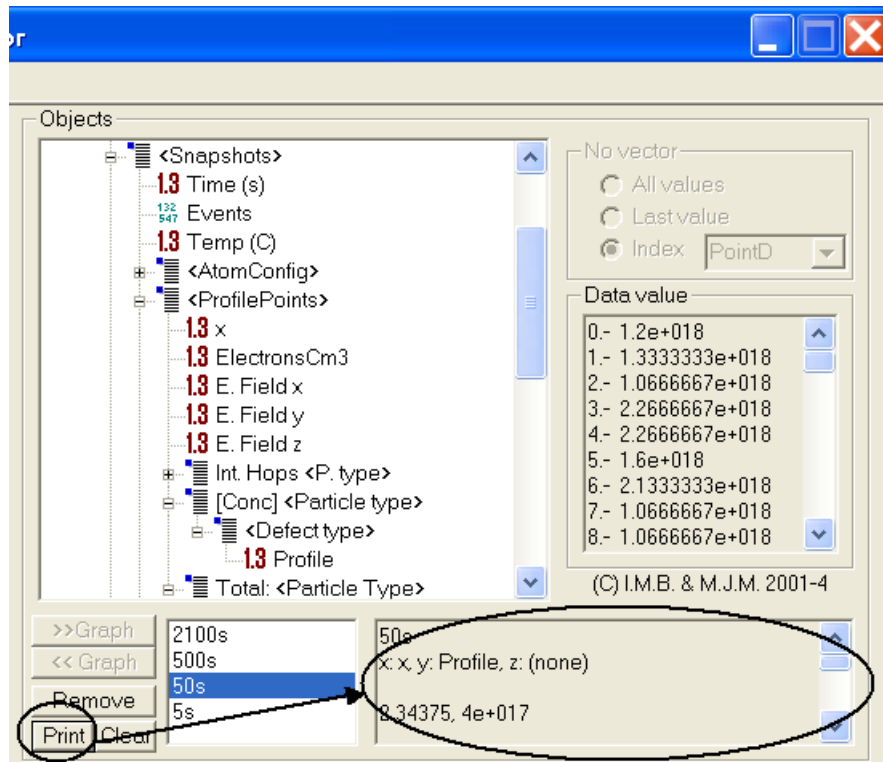 or
Objects
<Snapshots>
1.3 Time (s)
132
547 Events
1.3 Temp (C)
<AtomConfig>
<ProfilePoints>
1.3 x
1.3 ElectronsCm3
1.3 E. Field x
1.3 E. Field y
1.3 E. Field z
Int. Hops <P. type>
[Conc] <Particle type>
<Defect type>
1.3 Profile
Total: <Particle Type>
No vector
All values
Last value
Index PointD
Data value
0.- 1.2e+018
1.- 1.3333333e+018
2.- 1.0666667e+018
3.- 2.2666667e+018
4.- 2.2666667e+018
5.- 1.6e+018
6.- 2.1333333e+018
7.- 1.0666667e+018
8.- 1.0666667e+018
(C) I.M.B. & M.J.M. 2001-4
>>Graph
<< Graph
Remove
Print Clear
2100s
500s
50s
5s
50s
x: x, y: Profile, z: (none)
2.34375, 4e+017